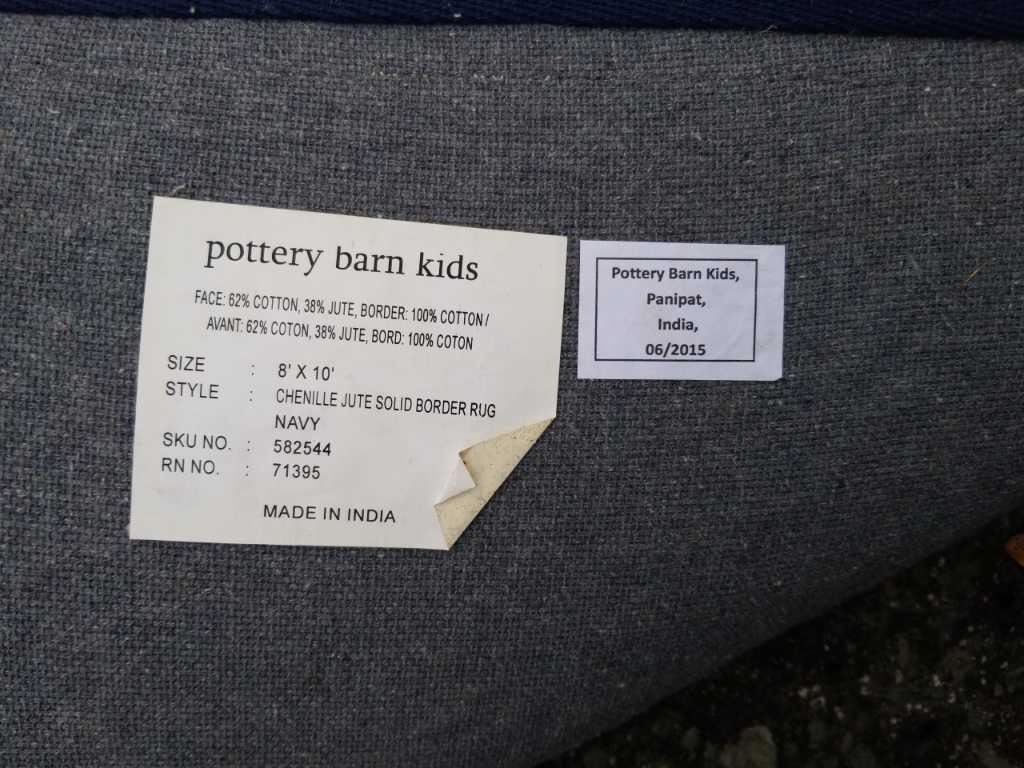 pottery barn kids
FACE: 62% COTTON, 38% JUTE, BORDER: 100% COTTON /
AVANT: 62% COTON, 38% JUTE, BORD: 100% COTON
SIZE : 8' X 10'
STYLE : CHENILLE JUTE SOLID BORDER RUG
NAVY
SKU NO. : 582544
RN NO. : 71395
MADE IN INDIA
Pottery Barn Kids,
Panipat,
India,
06/2015